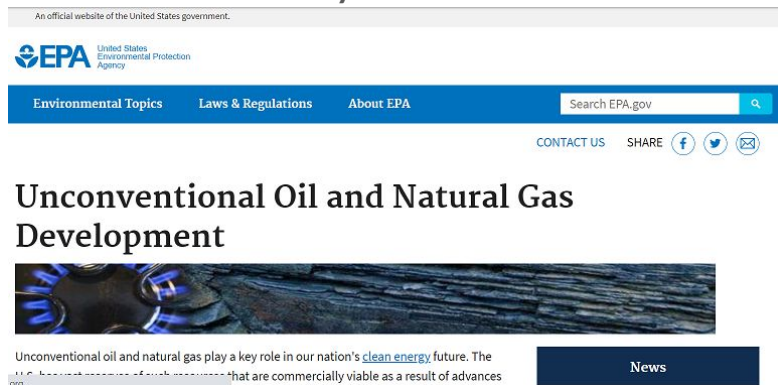 An official website of the United States government.
EPA United States
Environmental Protection
Agency
Environmental Topics Laws & Regulations About EPA Search EPA.gov
CONTACT US SHARE
Unconventional Oil and Natural Gas
Development
Unconventional oil and natural gas play a key role in our nation's clean energy future. The
that are commercially viable as a result of advances
News
org